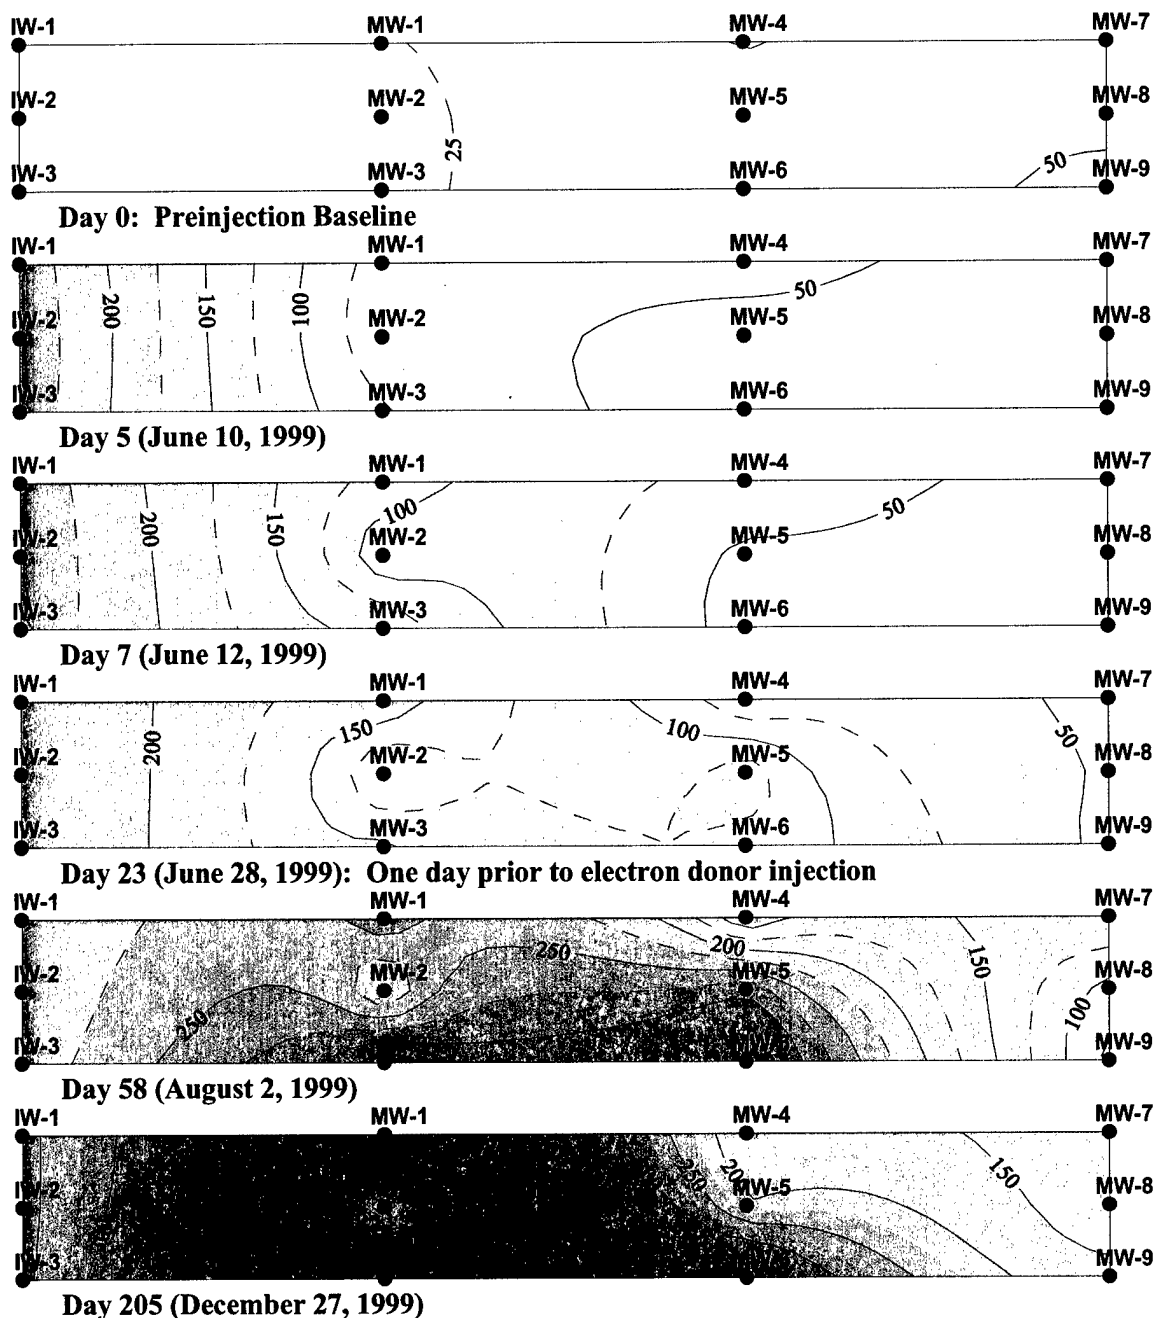 IW-1 MW-1 MW-4 MW-7
IW-2 MW-2 MW-5 MW-8
25
IW-3 MW-3 MW-6 50 MW-9
Day 0: Preinjection Baseline
IW-1 MW-1 MW-4 MW-7
50
200 150 100
IW-2 MW-2 MW-5 MW-8
IW-3 MW-3 MW-6 MW-9
Day 5 (June 10, 1999)
IW-1 MW-1 MW-4 MW-7
100 50
200 150
IW-2 MW-2 MW-5 MW-8
IW-3 MW-3 MW-6 MW-9
Day 7 (June 12, 1999)
IW-1 MW-1 MW-4 MW-7
150 100 50
200
IW-2 MW-2 MW-5 MW-8
IW-3 MW-3 MW-6 MW-9
Day 23 (June 28, 1999): One day prior to electron donor injection
IW-1 MW-1 MW-4 MW-7
250 200 150
IW-2 MW-2 MW-5 MW-8
250 100
IW-3 MW-9
Day 58 (August 2, 1999)
IW-1 MW-1 MW-4 MW-7
250 200 150
IW-2 MW-5 MW-8
IW-3 MW-9
Day 205 (December 27, 1999)